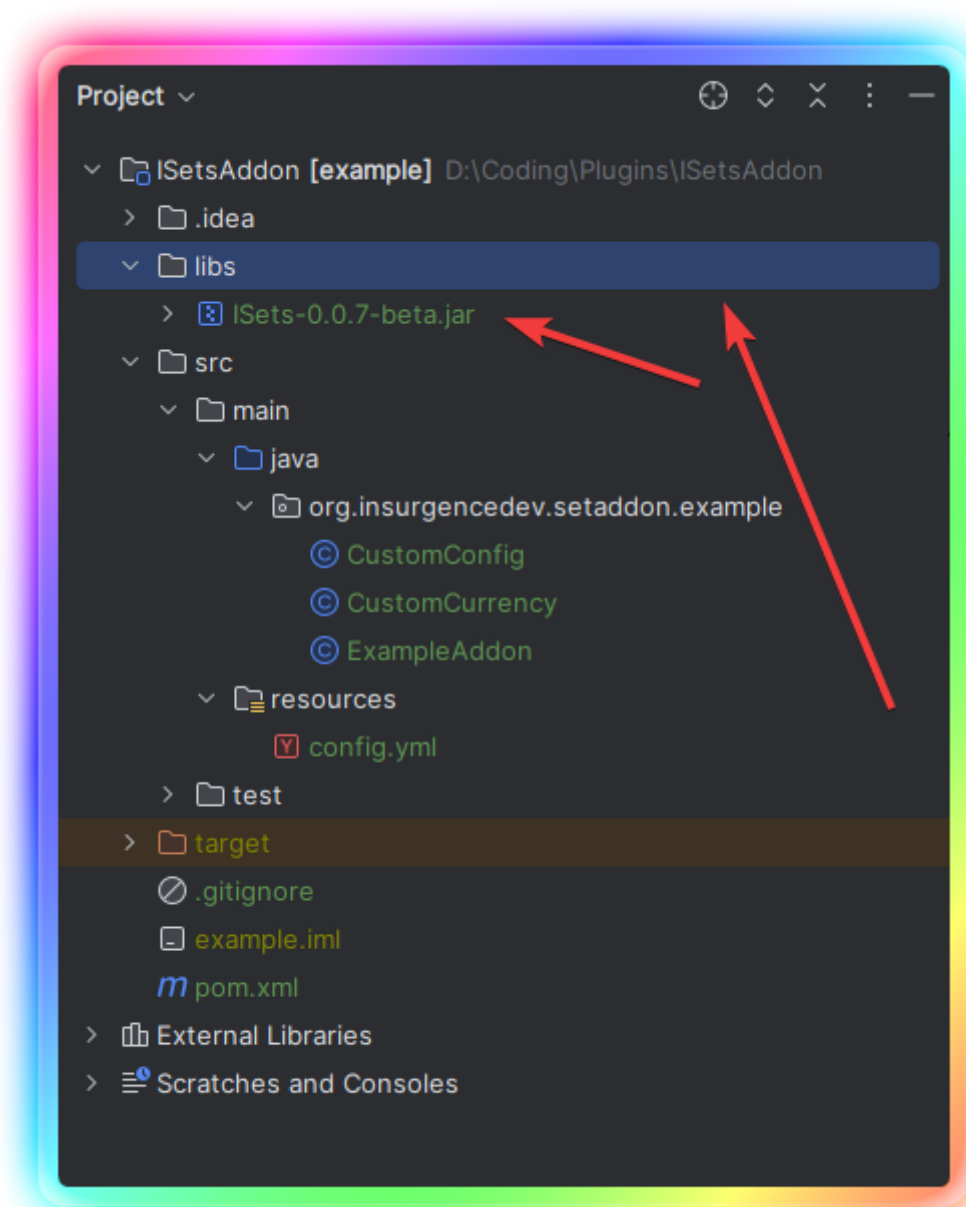 Project
ISetsAddon [example] D:\Coding\Plugins\ISetsAddon
.idea
libs
ISets-0.0.7-beta.jar
src
main
java
org.insurgencedev.setaddon.example
CustomConfig
CustomCurrency
ExampleAddon
resources
config.yml
test
target
.gitignore
example.iml
pom.xml
External Libraries
Scratches and Consoles